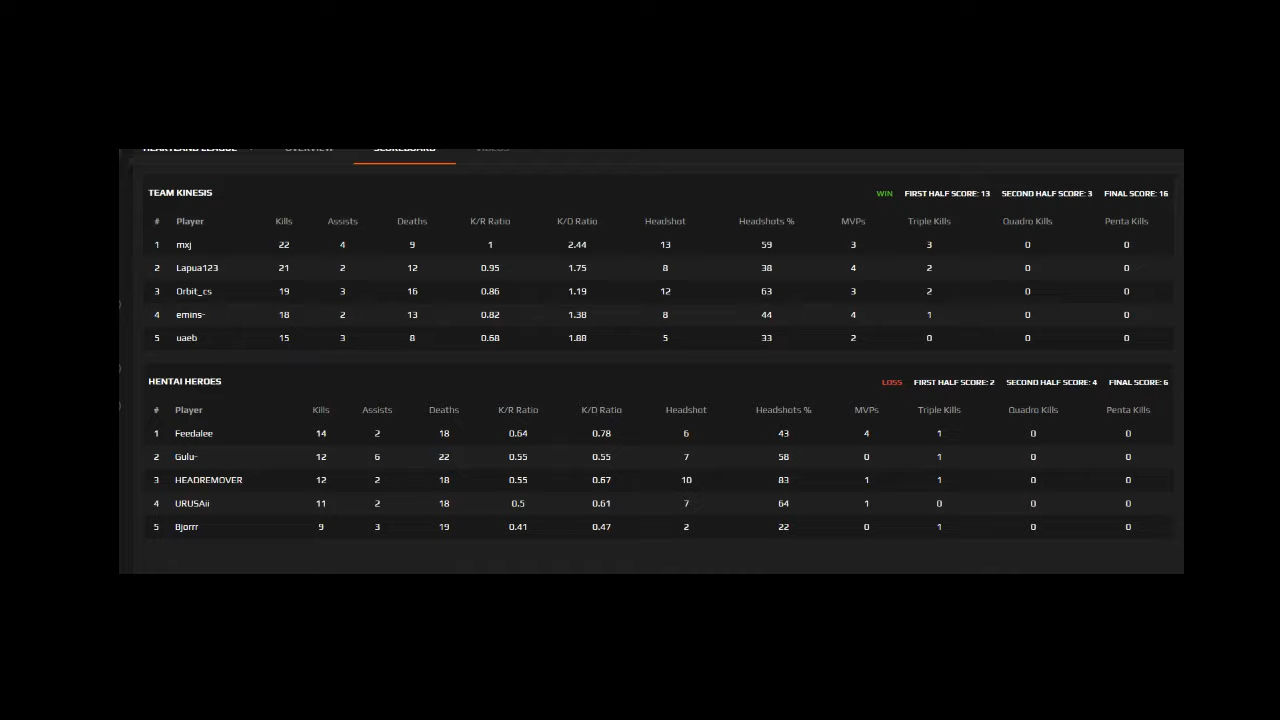 HEARTLAND LEAGUE OVERVIEW SCOREBOARD VIDEOS
TEAM KINESIS WIN FIRST HALF SCORE: 13 SECOND HALF SCORE: 3 FINAL SCORE: 16
# Player Kills Assists Deaths K/R Ratio K/D Ratio Headshot Headshots % MVPs Triple Kills Quadro Kills Penta Kills
1 mxj 22 4 9 1 2.44 13 59 3 3 0 0
2 Lapua123 21 2 12 0.95 1.75 8 38 4 2 0 0
3 Orbit_cs 19 3 16 0.86 1.19 12 63 3 2 0 0
4 emins- 18 2 13 0.82 1.38 8 44 4 1 0 0
5 uaeb 15 3 8 0.68 1.88 5 33 2 0 0 0
HENTAI HEROES LOSS FIRST HALF SCORE: 2 SECOND HALF SCORE: 4 FINAL SCORE: 6
# Player Kills Assists Deaths K/R Ratio K/D Ratio Headshot Headshots % MVPs Triple Kills Quadro Kills Penta Kills
1 Feedalee 14 2 18 0.64 0.78 6 43 4 1 0 0
2 Gulu- 12 6 22 0.55 0.55 7 58 0 1 0 0
3 HEADREMOVER 12 2 18 0.55 0.67 10 83 1 1 0 0
4 URUSAii 11 2 18 0.5 0.61 7 64 1 0 0 0
5 Bjorrr 9 3 19 0.41 0.47 2 22 0 1 0 0